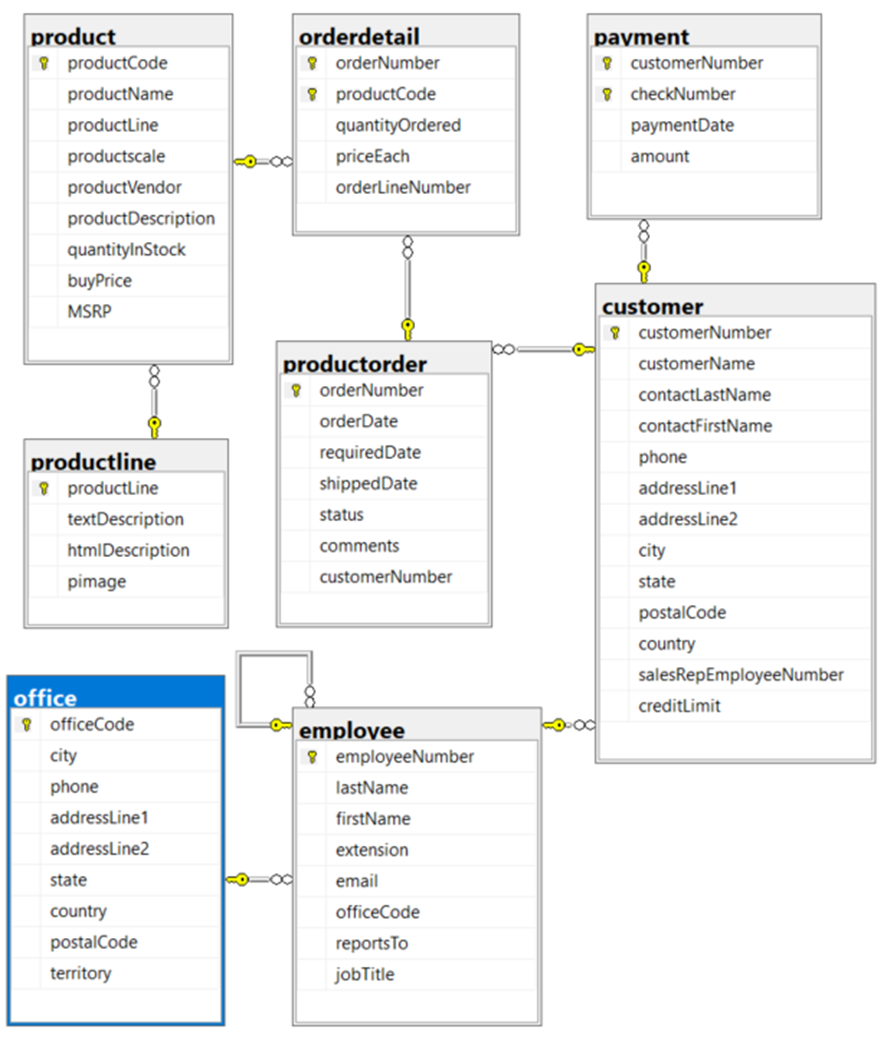 product
productCode
productName
productLine
productscale
productVendor
productDescription
quantityInStock
buyPrice
MSRP
orderdetail
orderNumber
productCode
quantityOrdered
priceEach
orderLineNumber
payment
customerNumber
checkNumber
paymentDate
amount
productorder
orderNumber
orderDate
requiredDate
shippedDate
status
comments
customerNumber
customer
customerNumber
customerName
contactLastName
contactFirstName
phone
addressLine1
addressLine2
city
state
postalCode
country
salesRepEmployeeNumber
creditLimit
productline
productLine
textDescription
htmlDescription
pimage
office
officeCode
city
phone
addressLine1
addressLine2
state
country
postalCode
territory
employee
employeeNumber
lastName
firstName
extension
email
officeCode
reportsTo
jobTitle